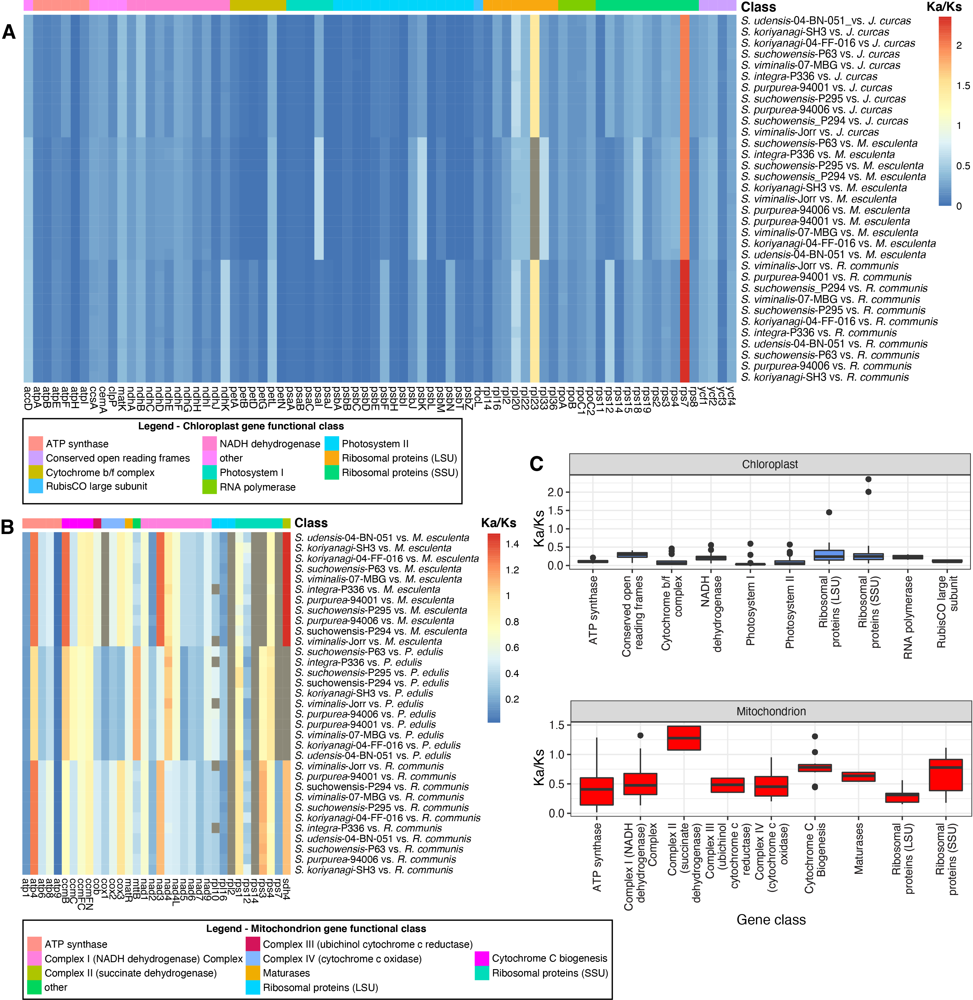 A
Class
Ka/Ks
S. udensis-04-BN-051_vs. J. curcas
S. koriyanagi-SH3 vs. J. curcas
S. koriyanagi-04-FF-016 vs J. curcas
S. suchowensis-P63 vs. J. curcas
S. viminalis-07-MBG vs. J. curcas
S. integra-P336 vs. J. curcas
S. purpurea-94001 vs. J. curcas
S. suchowensis-P295 vs. J. curcas
S. purpurea-94006 vs. J. curcas
S. suchowensis_P294 vs. J. curcas
S. viminalis-Jorr vs. J. curcas
S. suchowensis-P63 vs. M. esculenta
S. integra-P336 vs. M. esculenta
S. suchowensis-P295 vs. M. esculenta
S. suchowensis_P294 vs. M. esculenta
S. koriyanagi-SH3 vs. M. esculenta
S. viminalis-Jorr vs. M. esculenta
S. purpurea-94006 vs. M. esculenta
S. purpurea-94001 vs. M. esculenta
S. viminalis-07-MBG vs. M. esculenta
S. koriyanagi-04-FF-016 vs. M. esculenta
S. udensis-04-BN-051 vs. M. esculenta
S. viminalis-Jorr vs. R. communis
S. purpurea-94001 vs. R. communis
S. suchowensis_P294 vs. R. communis
S. viminalis-07-MBG vs. R. communis
S. suchowensis-P295 vs. R. communis
S. koriyanagi-04-FF-016 vs. R. communis
S. integra-P336 vs. R. communis
S. udensis-04-BN-051 vs. R. communis
S. suchowensis-P63 vs. R. communis
S. purpurea-94006 vs. R. communis
S. koriyanagi-SH3 vs. R. communis
2
1.5
1
0.5
0
accD
atpA
atpB
atpE
atpF
atpH
atpI
ccsA
cemA
clpP
matK
ndhA
ndhB
ndhC
ndhD
ndhE
ndhF
ndhG
ndhH
ndhI
ndhJ
ndhK
petA
petB
petD
petG
petL
petN
psaA
psaB
psaC
psaI
psaJ
psbA
psbB
psbC
psbD
psbE
psbF
psbH
psbI
psbJ
psbK
psbL
psbM
psbN
psbT
psbZ
rbcL
rpl14
rpl16
rpl2
rpl20
rpl22
rpl23
rpl33
rpl36
rpoA
rpoB
rpoC1
rpoC2
rps11
rps12
rps14
rps15
rps18
rps19
rps2
rps3
rps4
rps7
rps8
ycf1
ycf2
ycf3
ycf4
Legend - Chloroplast gene functional class
ATP synthase
Conserved open reading frames
Cytochrome b/f complex
RubisCO large subunit
NADH dehydrogenase
other
Photosystem I
RNA polymerase
Photosystem II
Ribosomal proteins (LSU)
Ribosomal proteins (SSU)
B
Class
Ka/Ks
S. udensis-04-BN-051 vs. M. esculenta
S. koriyanagi-SH3 vs. M. esculenta
S. koriyanagi-04-FF-016 vs. M. esculenta
S. suchowensis-P63 vs. M. esculenta
S. viminalis-07-MBG vs. M. esculenta
S. integra-P336 vs. M. esculenta
S. purpurea-94001 vs. M. esculenta
S. suchowensis-P295 vs. M. esculenta
S. purpurea-94006 vs. M. esculenta
S. suchowensis-P294 vs. M. esculenta
S. viminalis-Jorr vs. M. esculenta
S. suchowensis-P63 vs. P. edulis
S. integra-P336 vs. P. edulis
S. suchowensis-P295 vs. P. edulis
S. suchowensis-P294 vs. P. edulis
S. koriyanagi-SH3 vs. P. edulis
S. viminalis-Jorr vs. P. edulis
S. purpurea-94006 vs. P. edulis
S. purpurea-94001 vs. P. edulis
S. viminalis-07-MBG vs. P. edulis
S. koriyanagi-04-FF-016 vs. P. edulis
S. udensis-04-BN-051 vs. P. edulis
S. viminalis-Jorr vs. R. communis
S. purpurea-94001 vs. R. communis
S. suchowensis-P294 vs. R. communis
S. viminalis-07-MBG vs. R. communis
S. suchowensis-P295 vs. R. communis
S. koriyanagi-04-FF-016 vs. R. communis
S. integra-P336 vs. R. communis
S. udensis-04-BN-051 vs. R. communis
S. suchowensis-P63 vs. R. communis
S. purpurea-94006 vs. R. communis
S. koriyanagi-SH3 vs. R. communis
1.4
1.2
1
0.8
0.6
0.4
0.2
atp1
atp4
atp6
atp8
atp9
ccmB
ccmC
ccmFC
ccmFN
cob
cox1
cox2
cox3
matR
mttB
nad1
nad2
nad3
nad4
nad4L
nad5
nad6
nad7
nad9
rpl10
rpl16
rpl2
rps1
rps12
rps14
rps3
rps4
rps7
sdh4
Legend - Mitochondrion gene functional class
ATP synthase
Complex I (NADH dehydrogenase) Complex
Complex II (succinate dehydrogenase)
other
Complex III (ubichinol cytochrome c reductase)
Complex IV (cytochrome c oxidase)
Maturases
Ribosomal proteins (LSU)
Cytochrome C biogenesis
Ribosomal proteins (SSU)
C
Chloroplast
Ka/Ks
2.0
1.5
1.0
0.5
0.0
ATP synthase
Conserved open
reading frames
Cytochrome b/f
complex
NADH
dehydrogenase
Photosystem I
Photosystem II
Ribosomal
proteins (LSU)
Ribosomal
proteins (SSU)
RNA polymerase
RubisCO large
subunit
Mitochondrion
Ka/Ks
1.5
1.0
0.5
0.0
ATP synthase
Complex I (NADH
dehydrogenase)
Complex
Complex II
(succinate
dehydrogenase)
Complex III
(ubichinol
cytochrome c
reductase)
Complex IV
(cytochrome c
oxidase)
Cytochrome C
Biogenesis
Maturases
Ribosomal
proteins (LSU)
Ribosomal
proteins (SSU)
Gene class